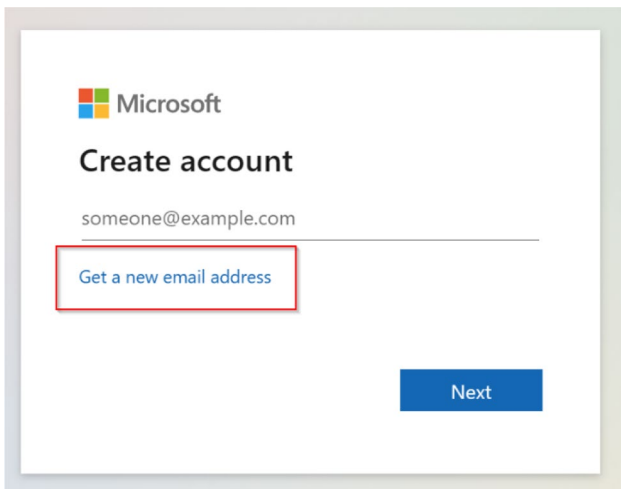 Microsoft
Create account
someone@example.com
Get a new email address
Next